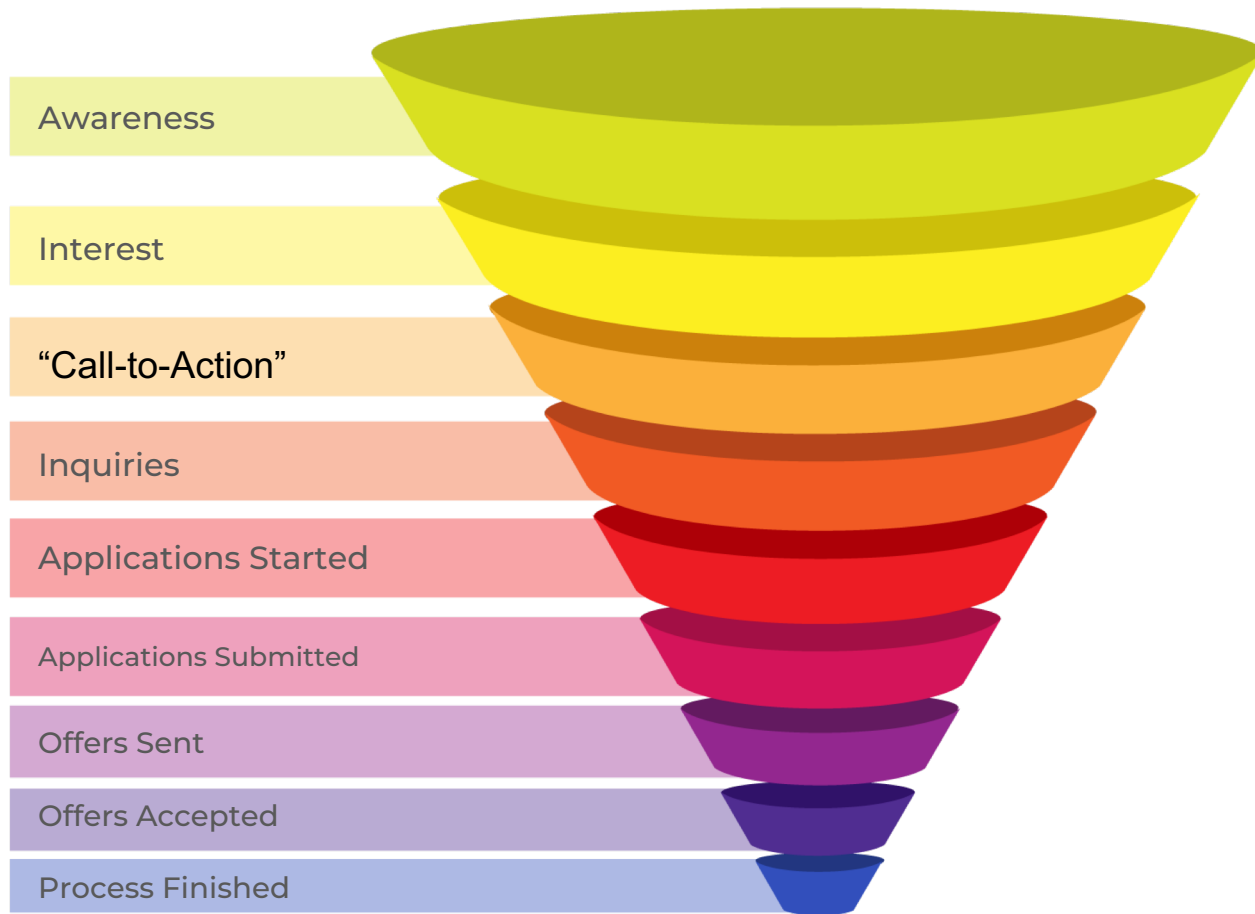 Awareness
Interest
“Call-to-Action”
Inquiries
Applications Started
Applications Submitted
Offers Sent
Offers Accepted
Process Finished